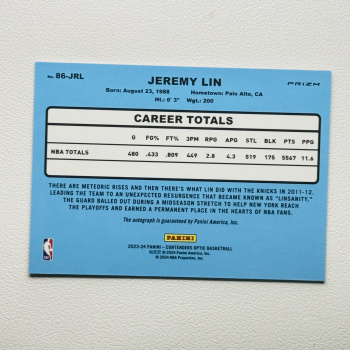 No. 86-JRL
JEREMY LIN
PRIZM
Born: August 23, 1988 Hometown: Palo Alto, CA
Ht.: 6' 3" Wgt.: 200
CAREER TOTALS
G FG% FT% 3PM RPG APG STL BLK PTS PPG
NBA TOTALS 480 .433 .809 449 2.8 4.3 519 175 5567 11.6
THERE ARE METEORIC RISES AND THEN THERE'S WHAT LIN DID WITH THE KNICKS IN 2011-12,
LEADING THE TEAM TO AN UNEXPECTED RESURGENCE THAT BECAME KNOWN AS "LINSANITY."
THE GUARD BALLED OUT DURING A MIDSEASON STRETCH TO HELP NEW YORK REACH
THE PLAYOFFS AND EARNED A PERMANENT PLACE IN THE HEARTS OF NBA FANS.
The autograph is guaranteed by Panini America, Inc.
PANINI
2023-24 PANINI - CONTENDERS OPTIC BASKETBALL
© 2024 Panini America, Inc.
© 2024 NBA Properties, Inc.